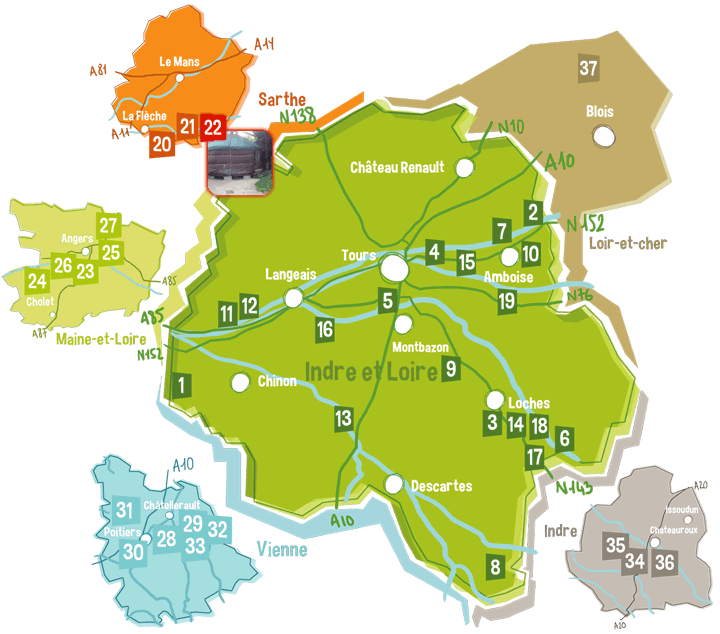 Le Mans
A81
A14
La Flèche
A11
20
21
22
Sarthe
N138
37
Blois
Loir-et-cher
N10
A10
Château Renault
2
7
N152
4
15
10
Tours
Amboise
19
N76
Langeais
11
12
5
16
Montbazon
Indre et Loire
9
27
Angers
25
26
23
24
Cholet
A85
A87
Maine-et-Loire
A85
N152
1
Chinon
13
Loches
3
14
18
6
17
N143
Descartes
A10
8
A10
31
Châtellerault
Poitiers
29
32
28
30
33
Vienne
Indre
A20
Issoudun
Chateauroux
35
34
36
A20